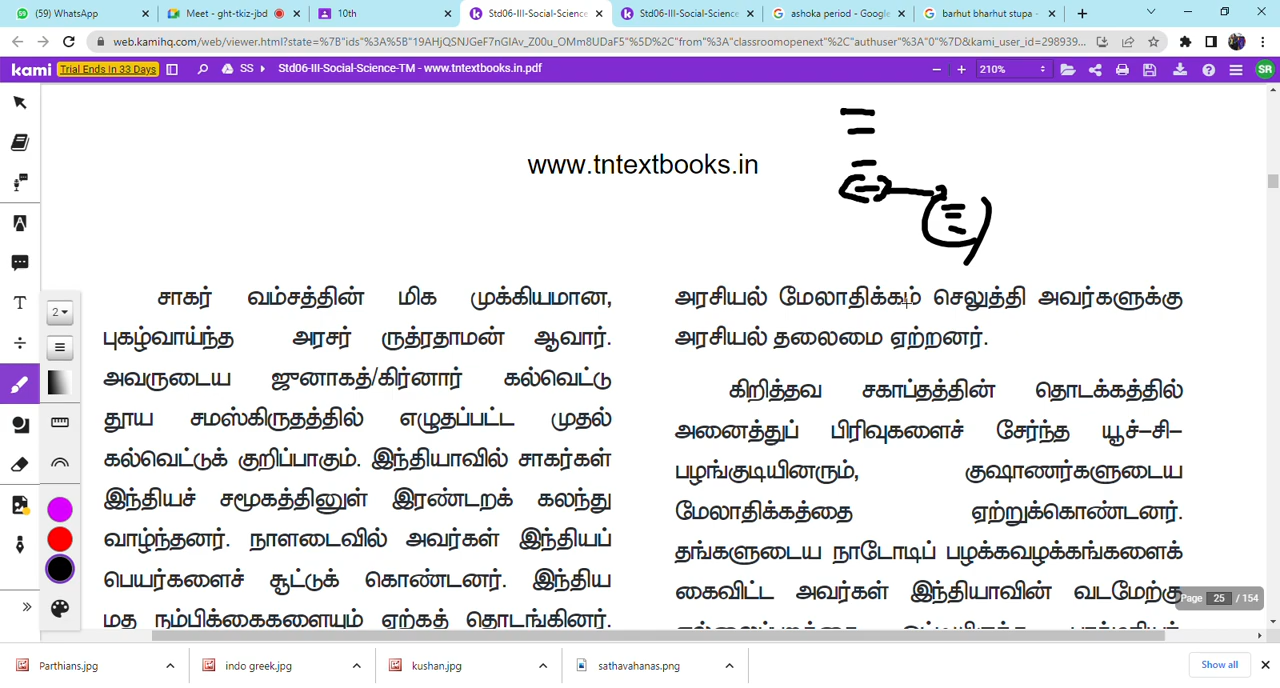 (59) WhatsApp
Meet - ght-tkiz-jbd
10th
Std06-III-Social-Science-
Std06-III-Social-Science
ashoka period - Google
barhut bharhut stupa -
web.kamihq.com/web/viewer.html?state=%7B"ids"%3A%5B"19AHjQSNJGeF7nGIAv_Z00u_OMm8UDaF5"%5D%2C"from"%3A"classroomopenext"%2C"authuser"%3A"0"%7D&kami_user_id=298939...
kami
Trial Ends In 33 Days
SS
Std06-III-Social-Science-TM - www.tntextbooks.in.pdf
210%
SR
www.tntextbooks.in
சாகர் வம்சத்தின் மிக முக்கியமான,
புகழ்வாய்ந்த அரசர் ருத்ரதாமன் ஆவார்.
அவருடைய ஜுனாகத்/கிர்னார் கல்வெட்டு
தூய சமஸ்கிருதத்தில் எழுதப்பட்ட முதல்
கல்வெட்டுக் குறிப்பாகும். இந்தியாவில் சாகர்கள்
இந்தியச் சமூகத்தினுள் இரண்டறக் கலந்து
வாழ்ந்தனர். நாளடைவில் அவர்கள் இந்தியப்
பெயர்களைச் சூட்டுக் கொண்டனர். இந்திய
மத நம்பிக்கைகளையும் ஏற்கத் தொடங்கினர்.
அரசியல் மேலாதிக்கம் செலுத்தி அவர்களுக்கு
அரசியல் தலைமை ஏற்றனர்.
கிறித்தவ சகாப்தத்தின் தொடக்கத்தில்
அனைத்துப் பிரிவுகளைச் சேர்ந்த யூச்-சி-
பழங்குடியினரும், குஷாணர்களுடைய
மேலாதிக்கத்தை ஏற்றுக்கொண்டனர்.
தங்களுடைய நாடோடிப் பழக்கவழக்கங்களைக்
கைவிட்ட அவர்கள் இந்தியாவின் வடமேற்கு
2
T
Page 25 / 154
Parthians.jpg
indo greek.jpg
kushan.jpg
sathavahanas.png
Show all